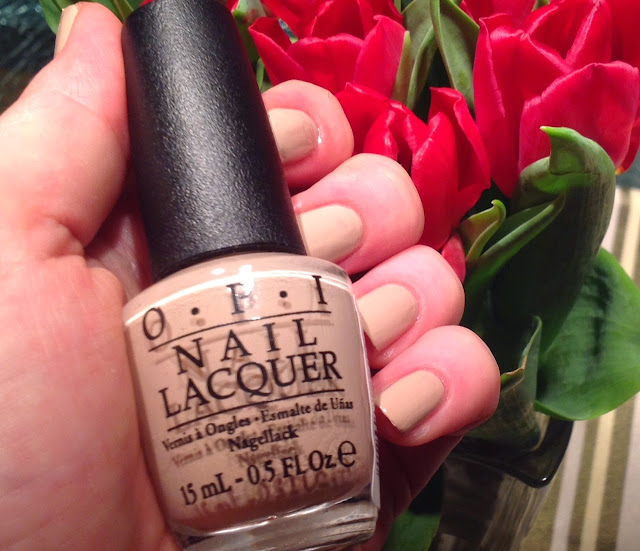 O·P·I
NAIL
LACQUER
Vernis à Ongles · Esmalte de Uñas
Nagellack
15 mL - 0.5 FL Oz e